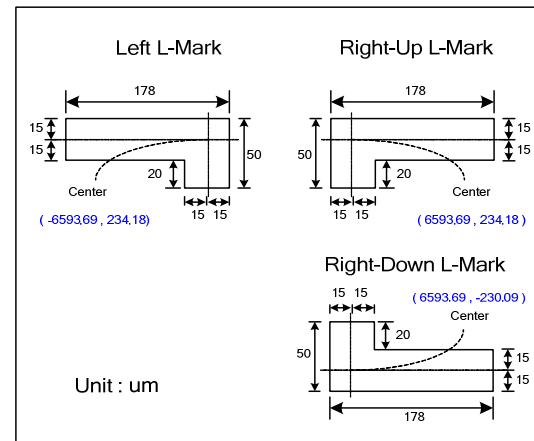 Left L-Mark
178
15
15
50
20
15 15
Center
( -6593.69 , 234.18)
Right-Up L-Mark
178
15
15
50
20
15 15
Center
( 6593.69 , 234.18 )
Right-Down L-Mark
( 6593.69 , -230.09 )
15 15
Center
20
50
15
15
178
Unit : um